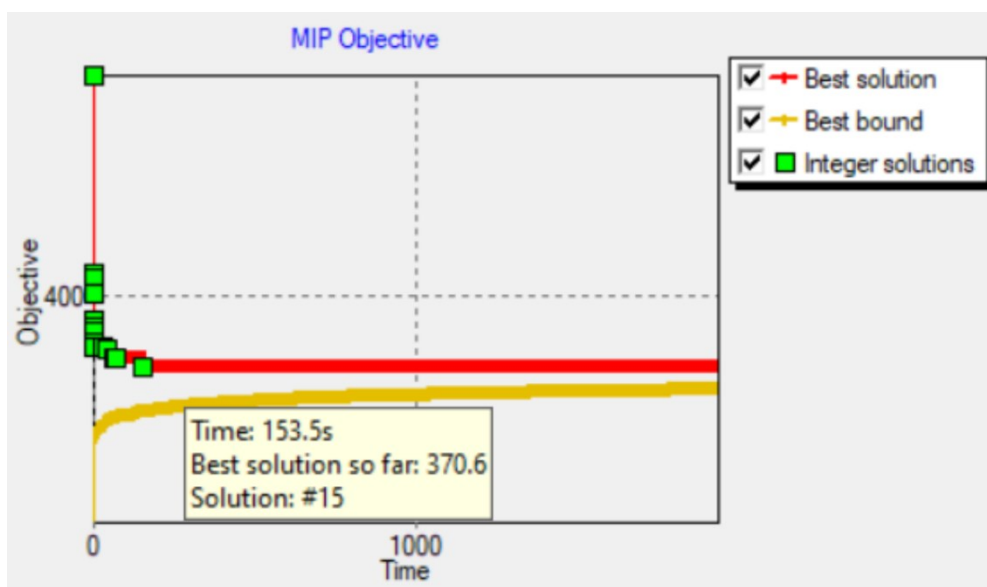 MIP Objective
Best solution
Best bound
Integer solutions
Objective
400
Time: 153.5s
Best solution so far: 370.6
Solution: #15
0
1000
Time